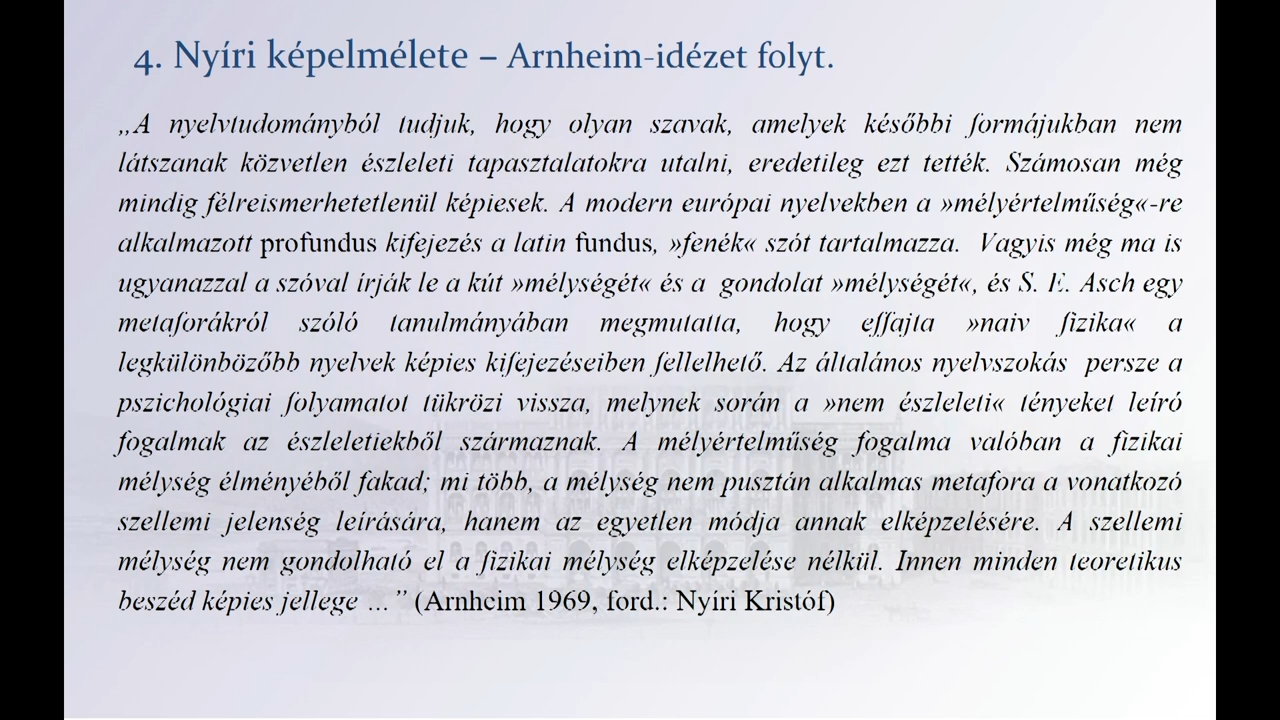 4. Nyíri képelmélete – Arnheim-idézet folyt.
„A nyelvtudományból tudjuk, hogy olyan szavak, amelyek későbbi formájukban nem
látszanak közvetlen észleleti tapasztalatokra utalni, eredetileg ezt tették. Számosan még
mindig félreismerhetetlenül képiesek. A modern európai nyelvekben a »mélyértelműség«-re
alkalmazott profundus kifejezés a latin fundus, »fenék« szót tartalmazza. Vagyis még ma is
ugyanazzal a szóval írják le a kút »mélységét« és a gondolat »mélységét«, és S. E. Asch egy
metaforákról szóló tanulmányában megmutatta, hogy effajta »naiv fizika« a
legkülönbözőbb nyelvek képies kifejezéseiben fellelhető. Az általános nyelvszokás persze a
pszichológiai folyamatot tükrözi vissza, melynek során a »nem észleleti« tényeket leíró
fogalmak az észleletiekből származnak. A mélyértelműség fogalma valóban a fizikai
mélység élményéből fakad; mi több, a mélység nem pusztán alkalmas metafora a vonatkozó
szellemi jelenség leírására, hanem az egyetlen módja annak elképzelésére. A szellemi
mélység nem gondolható el a fizikai mélység elképzelése nélkül. Innen minden teoretikus
beszéd képies jellege …” (Arnheim 1969, ford.: Nyíri Kristóf)